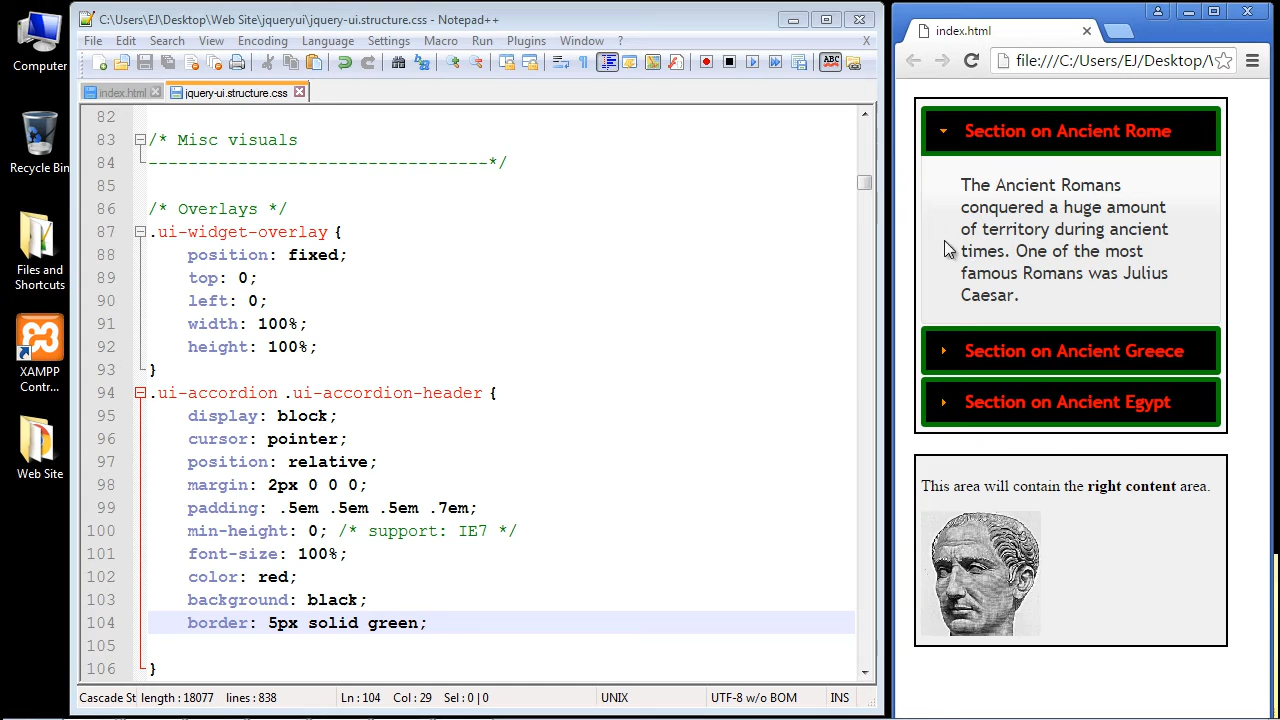 Computer
Recycle Bin
Files and
Shortcuts
XAMPP
Contr...
Web Site
C:\Users\EJ\Desktop\Web Site\jqueryui\jquery-ui.structure.css - Notepad++
File Edit Search View Encoding Language Settings Macro Run Plugins Window ? X
ABC
index.html jquery-ui.structure.css
82
83 /* Misc visuals
84 ----------------------------------*/
85
86 /* Overlays */
87 .ui-widget-overlay {
88 position: fixed;
89 top: 0;
90 left: 0;
91 width: 100%;
92 height: 100%;
93 }
94 .ui-accordion .ui-accordion-header {
95 display: block;
96 cursor: pointer;
97 position: relative;
98 margin: 2px 0 0 0;
99 padding: .5em .5em .5em .7em;
100 min-height: 0; /* support: IE7 */
101 font-size: 100%;
102 color: red;
103 background: black;
104 border: 5px solid green;
105
106 }
Cascade St length : 18077 lines : 838 Ln : 104 Col : 29 Sel : 0 | 0 UNIX UTF-8 w/o BOM INS
index.html
file:///C:/Users/EJ/Desktop/
Section on Ancient Rome
The Ancient Romans
conquered a huge amount
of territory during ancient
times. One of the most
famous Romans was Julius
Caesar.
Section on Ancient Greece
Section on Ancient Egypt
This area will contain the right content area.